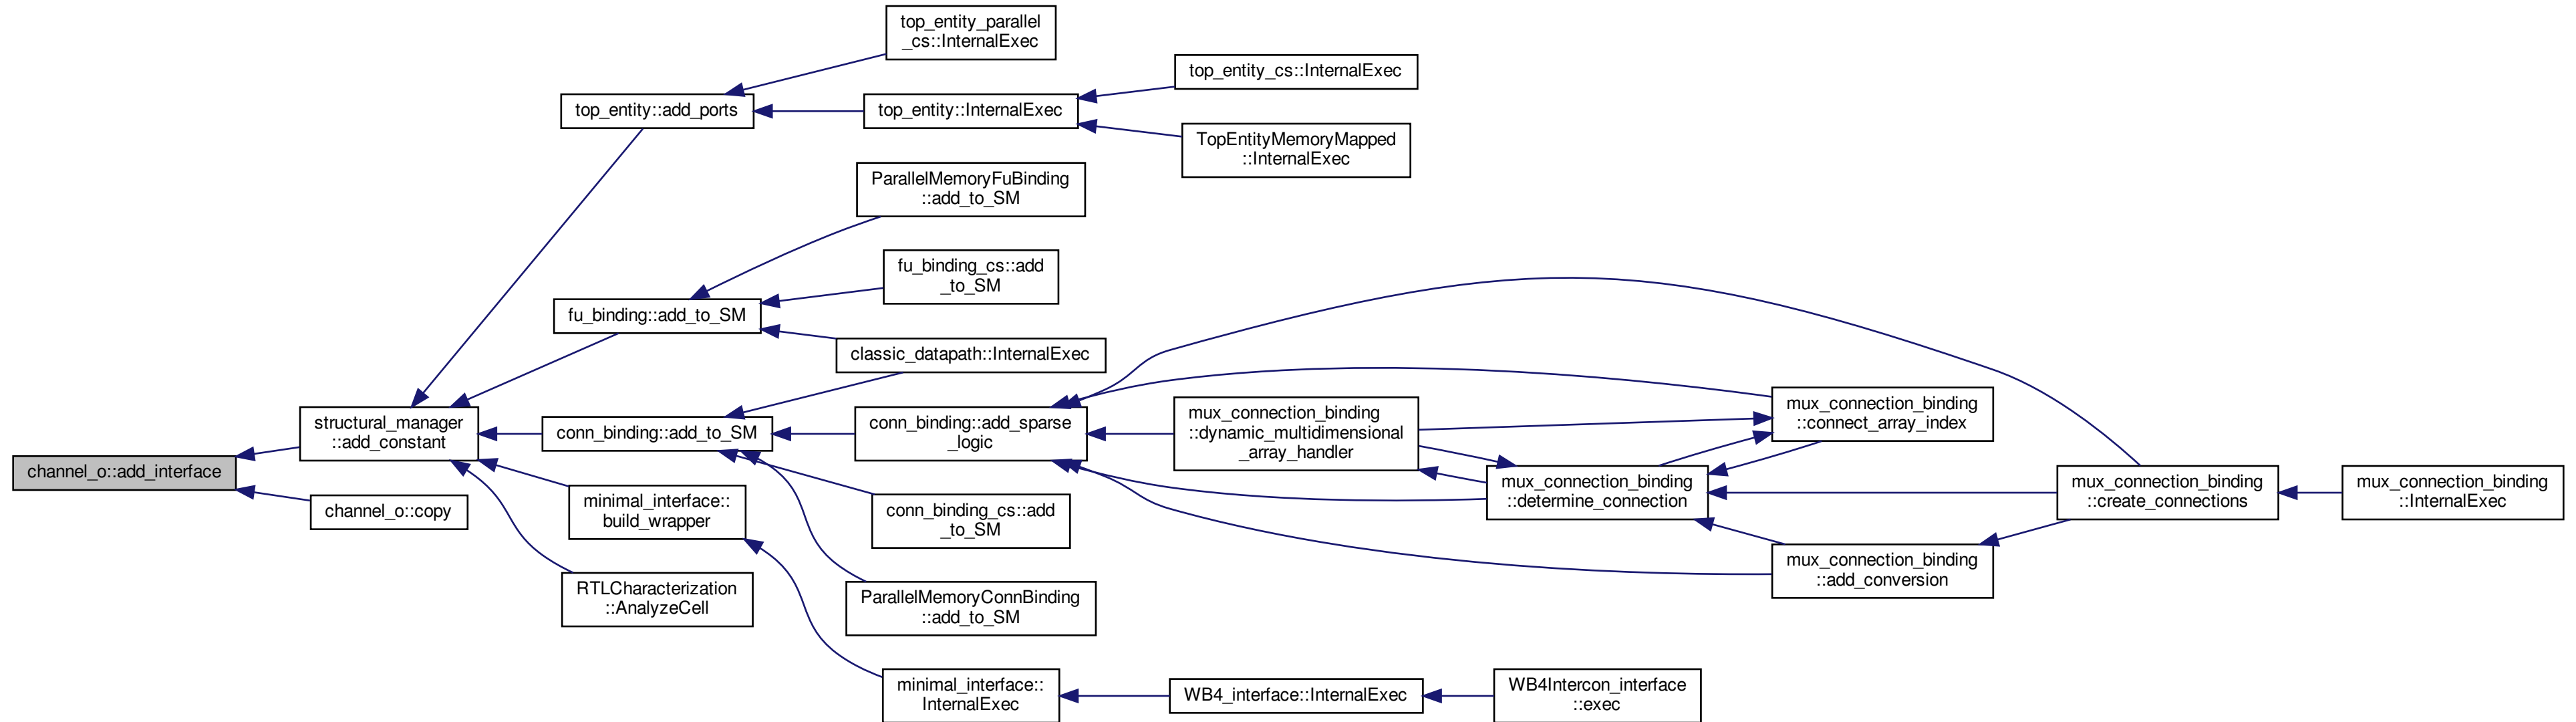 top_entity_parallel
_cs::InternalExec
top_entity_cs::InternalExec
top_entity::add_ports
top_entity::InternalExec
TopEntityMemoryMapped
::InternalExec
ParallelMemoryFuBinding
::add_to_SM
fu_binding_cs::add
_to_SM
fu_binding::add_to_SM
classic_datapath::InternalExec
structural_manager
::add_constant
conn_binding::add_to_SM
conn_binding::add_sparse
_logic
mux_connection_binding
::dynamic_multidimensional
_array_handler
mux_connection_binding
::connect_array_index
channel_o::add_interface
channel_o::copy
minimal_interface::
build_wrapper
conn_binding_cs::add
_to_SM
mux_connection_binding
::determine_connection
mux_connection_binding
::create_connections
mux_connection_binding
::InternalExec
mux_connection_binding
::add_conversion
RTLCharacterization
::AnalyzeCell
ParallelMemoryConnBinding
::add_to_SM
minimal_interface::
InternalExec
WB4_interface::InternalExec
WB4Intercon_interface
::exec